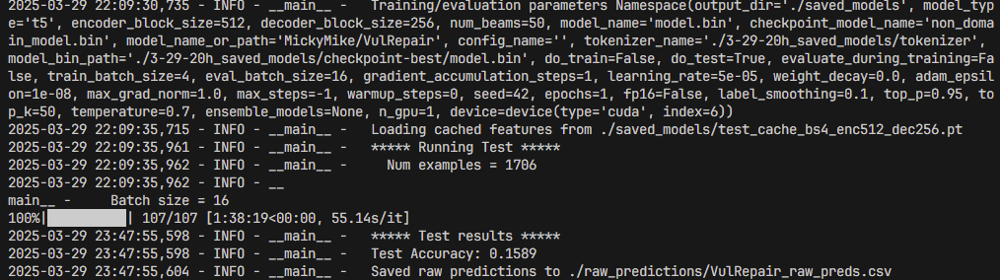 2025-03-29 22:09:30,735 - INFO - __main__ -   Training/evaluation parameters Namespace(output_dir='./saved_models', model_typ
e='t5', encoder_block_size=512, decoder_block_size=256, num_beams=50, model_name='model.bin', checkpoint_model_name='non_doma
in_model.bin', model_name_or_path='MickyMike/VulRepair', config_name='', tokenizer_name='./3-29-20h_saved_models/tokenizer',
model_bin_path='./3-29-20h_saved_models/checkpoint-best/model.bin', do_train=False, do_test=True, evaluate_during_training=Fa
lse, train_batch_size=4, eval_batch_size=16, gradient_accumulation_steps=1, learning_rate=5e-05, weight_decay=0.0, adam_epsil
on=1e-08, max_grad_norm=1.0, max_steps=-1, warmup_steps=0, seed=42, epochs=1, fp16=False, label_smoothing=0.1, top_p=0.95, to
p_k=50, temperature=0.7, ensemble_models=None, n_gpu=1, device=device(type='cuda', index=6))
2025-03-29 22:09:35,715 - INFO - __main__ -   Loading cached features from ./saved_models/test_cache_bs4_enc512_dec256.pt
2025-03-29 22:09:35,961 - INFO - __main__ -   ***** Running Test *****
2025-03-29 22:09:35,962 - INFO - __main__ -     Num examples = 1706
2025-03-29 22:09:35,962 - INFO - __
main__ -     Batch size = 16
100%|██████████| 107/107 [1:38:19<00:00, 55.14s/it]
2025-03-29 23:47:55,598 - INFO - __main__ -   ***** Test results *****
2025-03-29 23:47:55,598 - INFO - __main__ -   Test Accuracy: 0.1589
2025-03-29 23:47:55,604 - INFO - __main__ -   Saved raw predictions to ./raw_predictions/VulRepair_raw_preds.csv